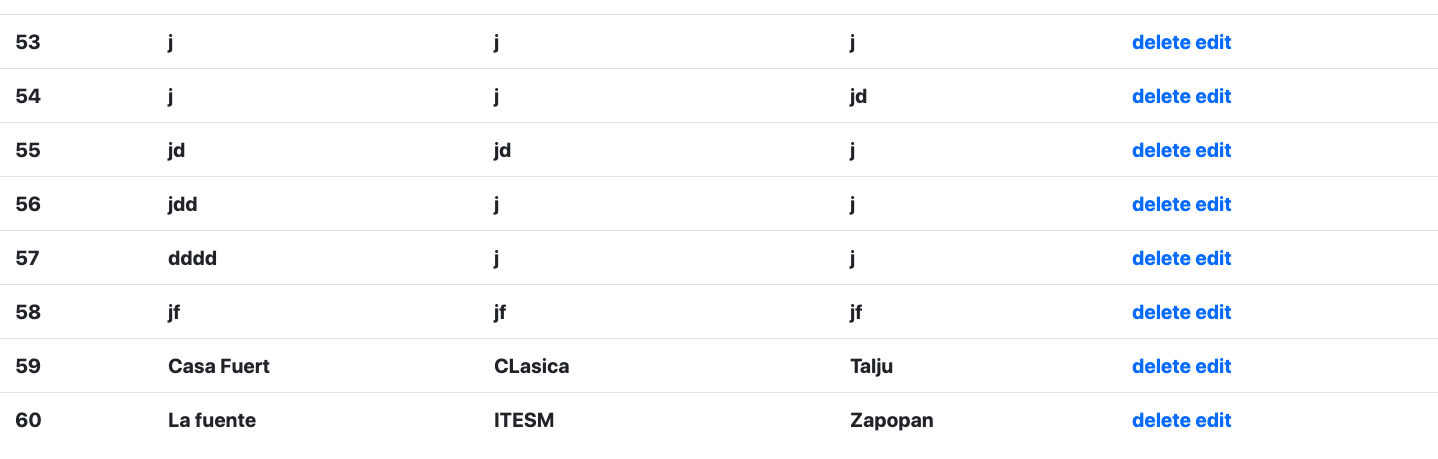 53 j j j delete edit
54 j j jd delete edit
55 jd jd j delete edit
56 jdd j j delete edit
57 dddd j j delete edit
58 jf jf jf delete edit
59 Casa Fuert CLasica Talju delete edit
60 La fuente ITESM Zapopan delete edit